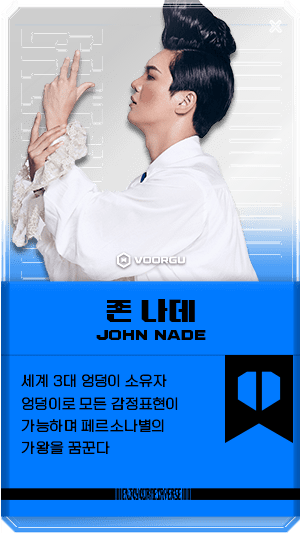 VOORGU
존 나데
JOHN NADE
세계 3대 엉덩이 소유자
엉덩이로 모든 감정표현이
가능하며 페르소나별의
가왕을 꿈꾼다